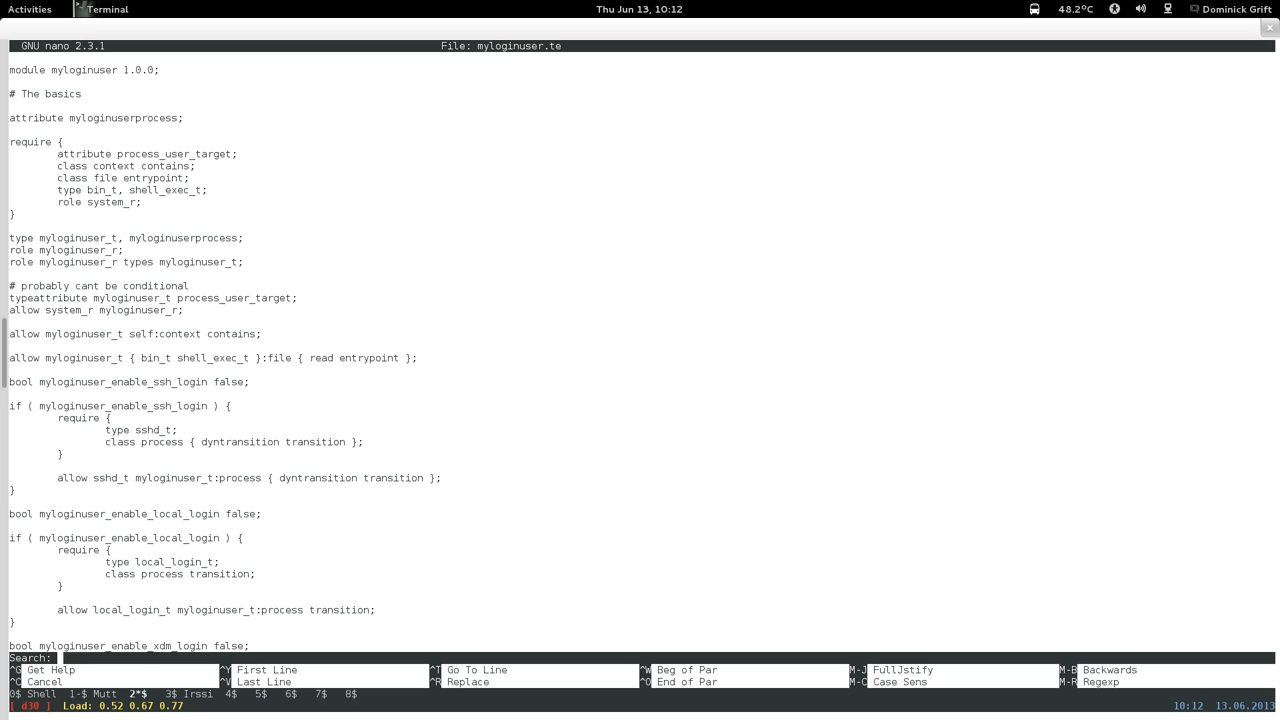 Activities Terminal Thu Jun 13, 10:12 48.2°C Dominick Grift
GNU nano 2.3.1 File: myloginuser.te
module myloginuser 1.0.0;
# The basics
attribute myloginuserprocess;
require {
attribute process_user_target;
class context contains;
class file entrypoint;
type bin_t, shell_exec_t;
role system_r;
}
type myloginuser_t, myloginuserprocess;
role myloginuser_r;
role myloginuser_r types myloginuser_t;
# probably cant be conditional
typeattribute myloginuser_t process_user_target;
allow system_r myloginuser_r;
allow myloginuser_t self:context contains;
allow myloginuser_t { bin_t shell_exec_t }:file { read entrypoint };
bool myloginuser_enable_ssh_login false;
if ( myloginuser_enable_ssh_login ) {
require {
type sshd_t;
class process { dyntransition transition };
}
allow sshd_t myloginuser_t:process { dyntransition transition };
}
bool myloginuser_enable_local_login false;
if ( myloginuser_enable_local_login ) {
require {
type local_login_t;
class process transition;
}
allow local_login_t myloginuser_t:process transition;
}
bool myloginuser_enable_xdm_login false;
Search:
^G Get Help ^Y First Line ^T Go To Line ^W Beg of Par M-J FullJstify M-B Backwards
^C Cancel ^V Last Line ^R Replace ^O End of Par M-C Case Sens M-R Regexp
0$ Shell 1-$ Mutt 2*$ 3$ Irssi 4$ 5$ 6$ 7$ 8$
[ d30 ] Load: 0.52 0.67 0.77 10:12 13.06.2013